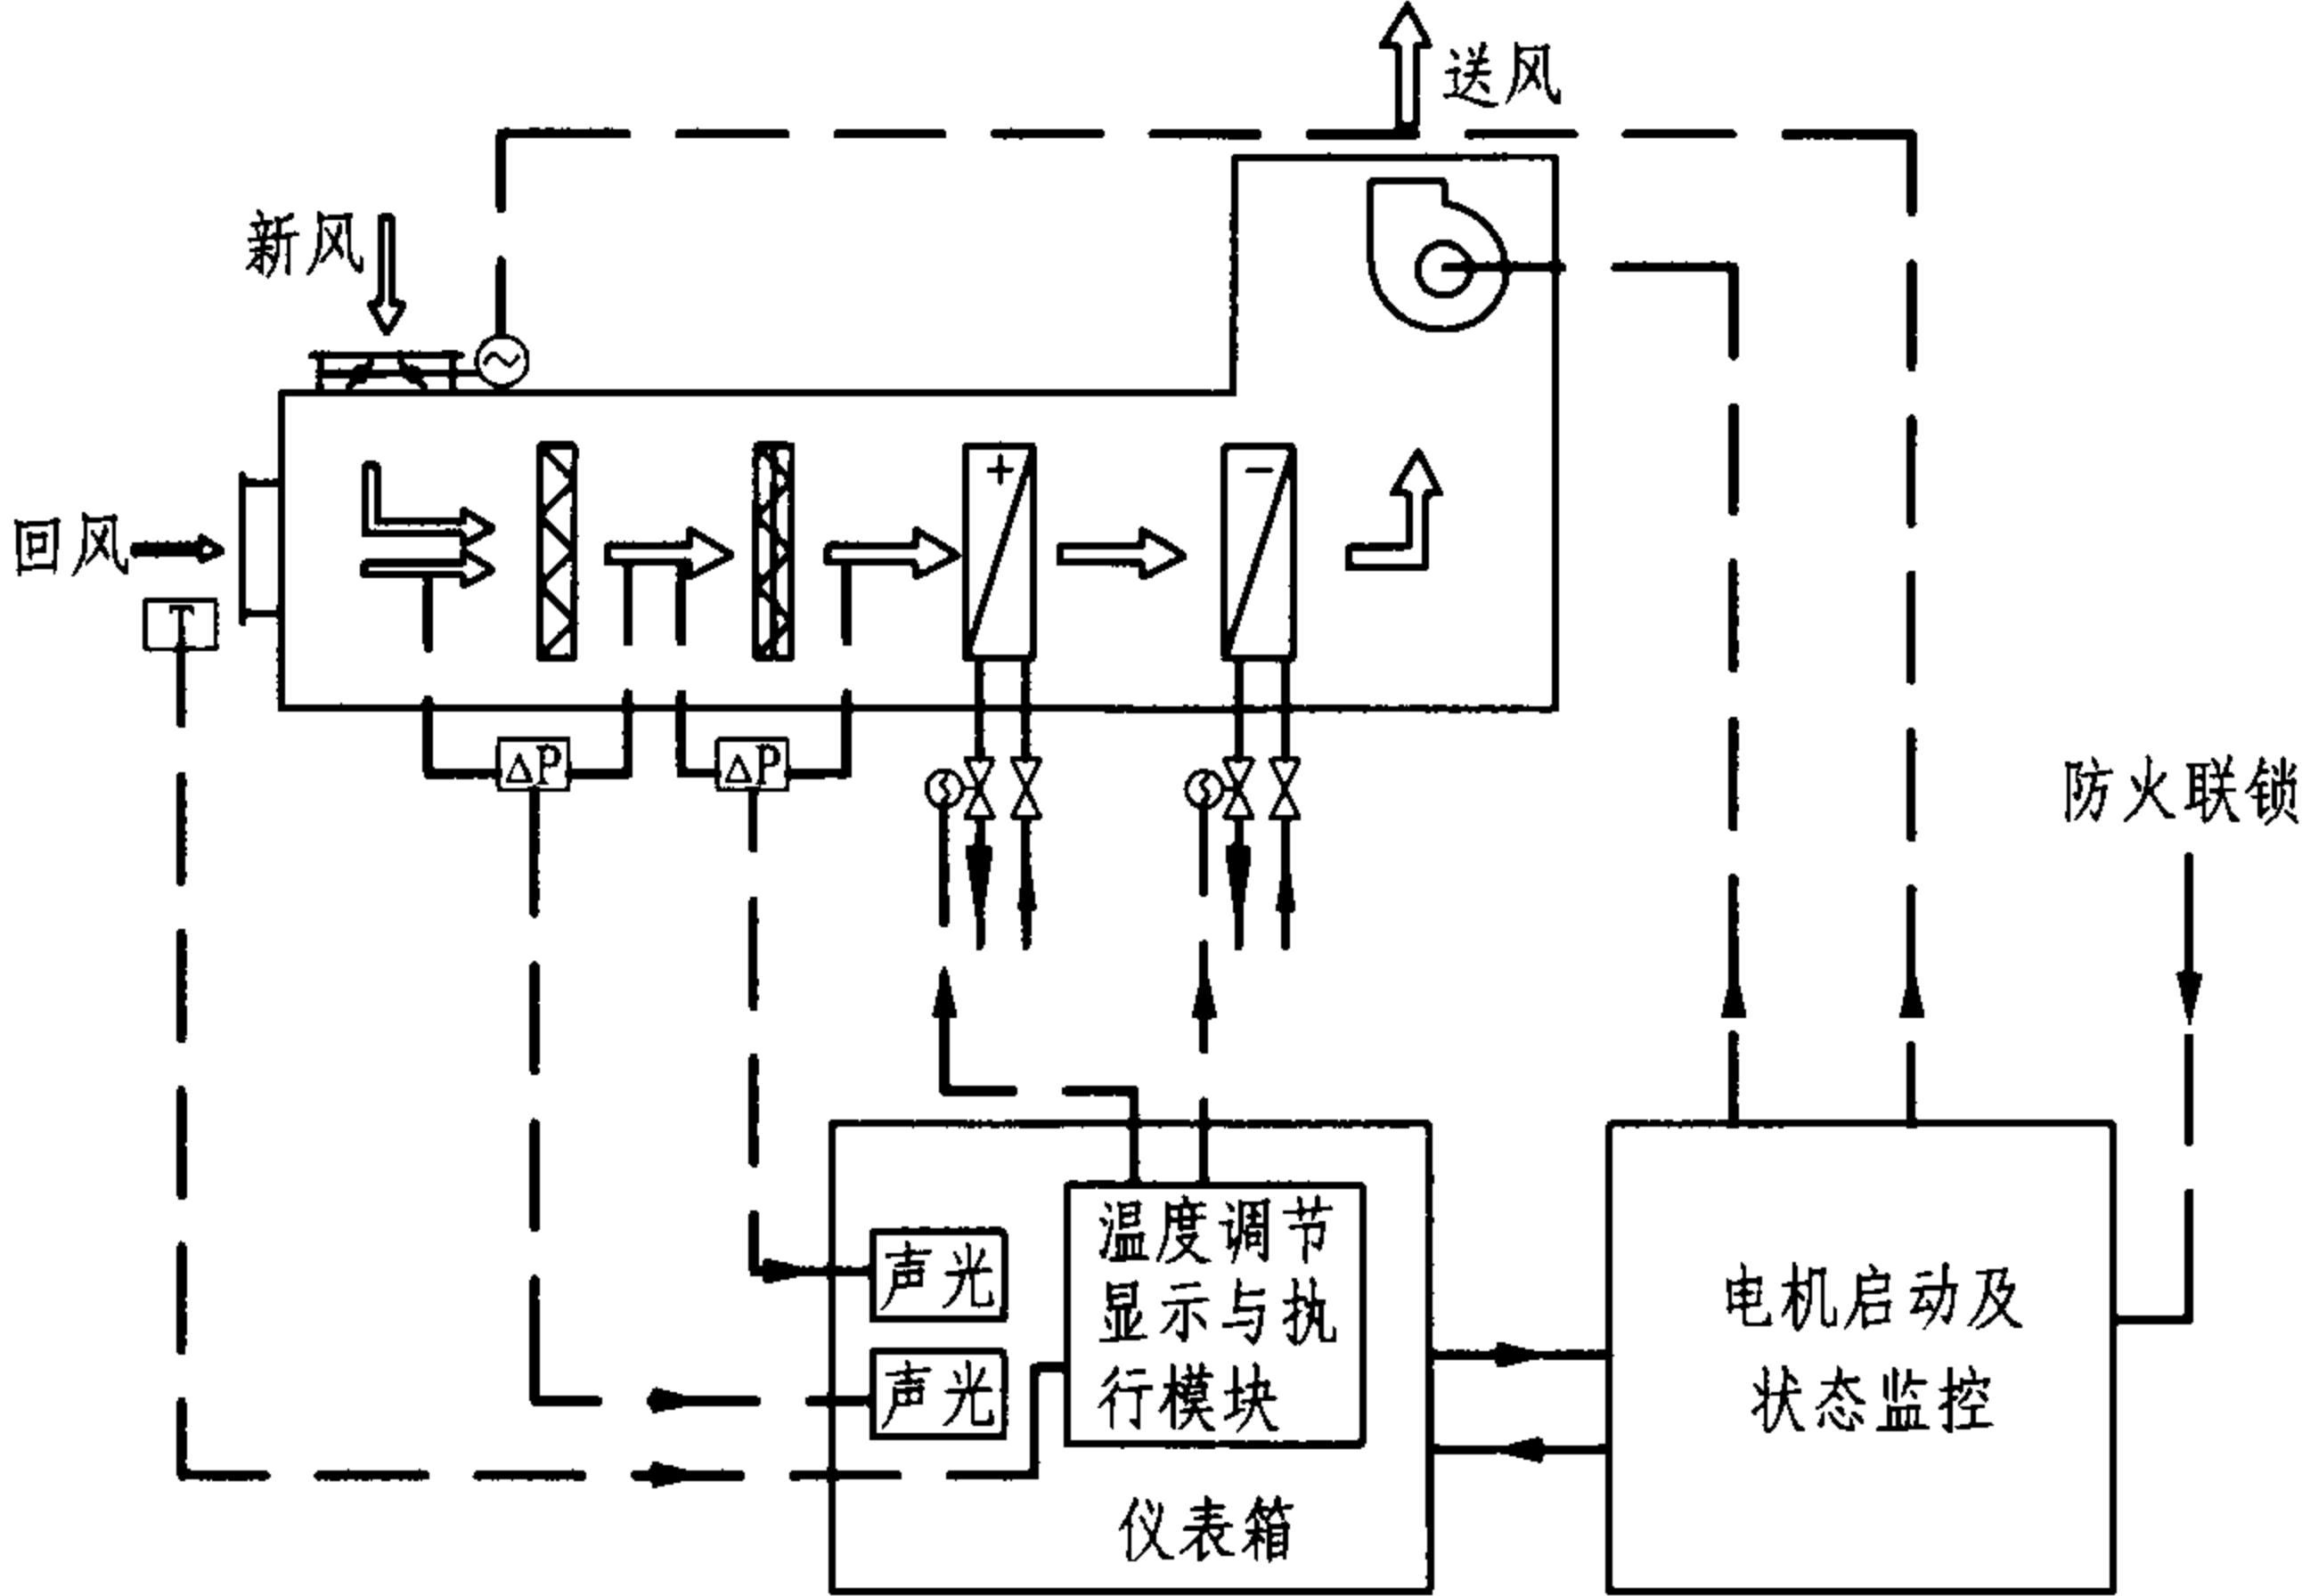 送风
新风
+
−
回风
T
ΔP
ΔP
防火联锁
温度调节
显示与执
行模块
声光
声光
电机启动及
状态监控
仪表箱